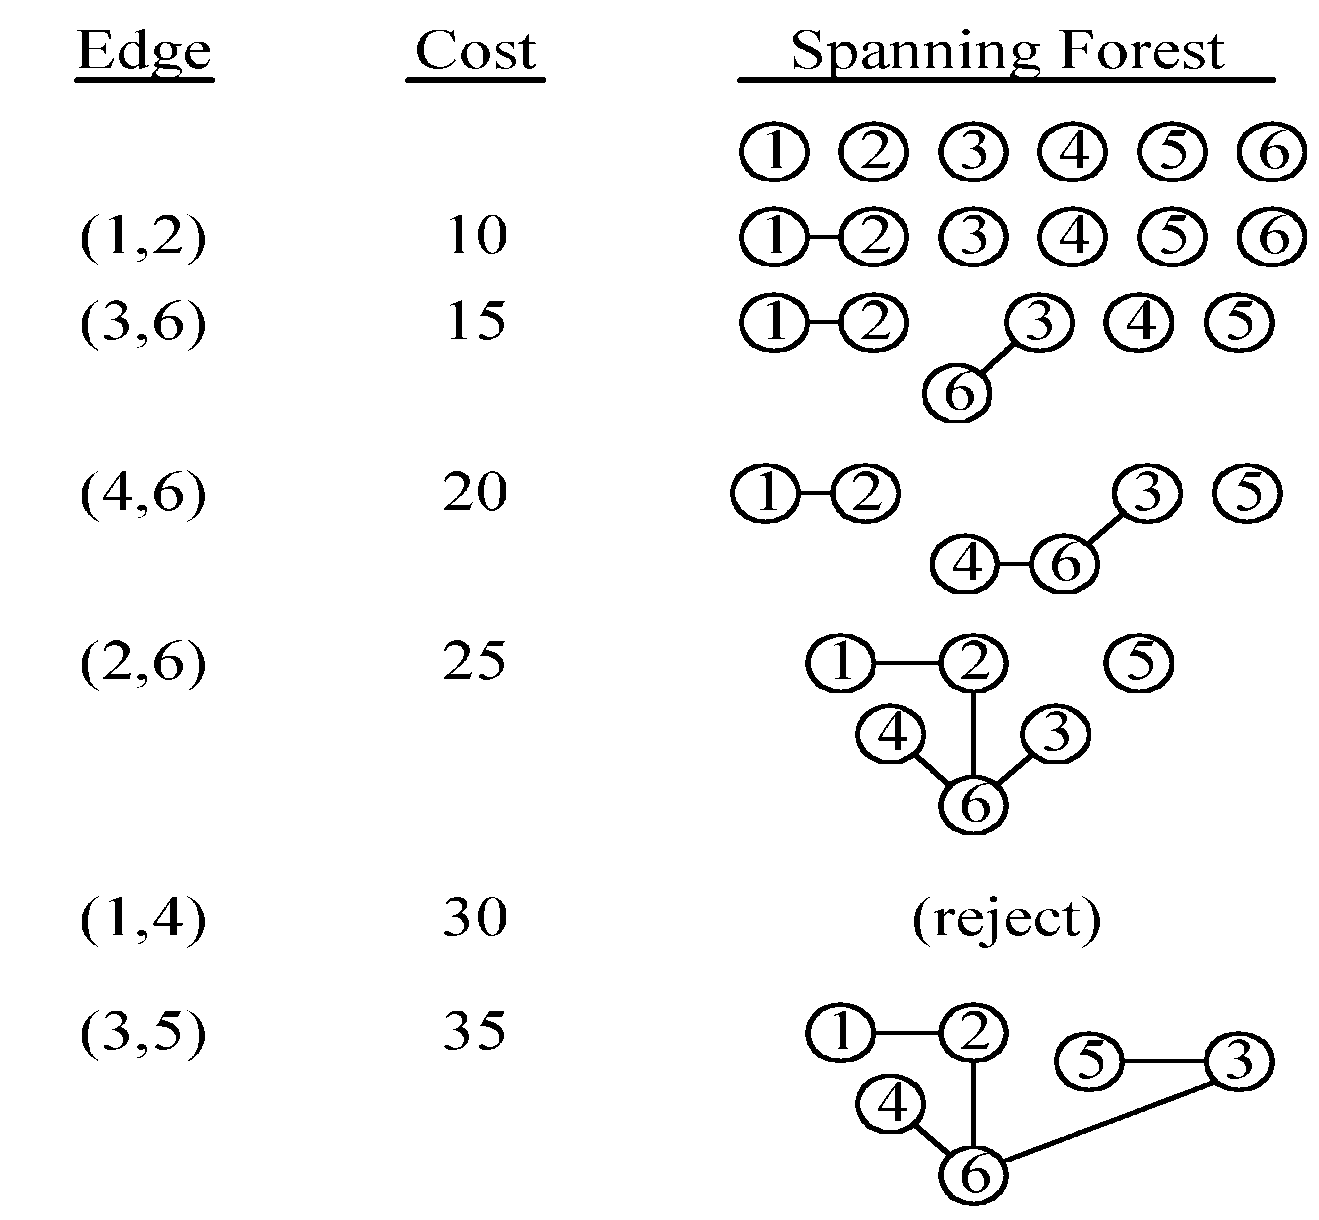 Edge Cost Spanning Forest
1 2 3 4 5 6
(1,2) 10 1 2 3 4 5 6
(3,6) 15 1 2 3 4 5
6
(4,6) 20 1 2 3 5
4 6
(2,6) 25 1 2 5
4 3
6
(1,4) 30 (reject)
(3,5) 35 1 2
5 3
4
6